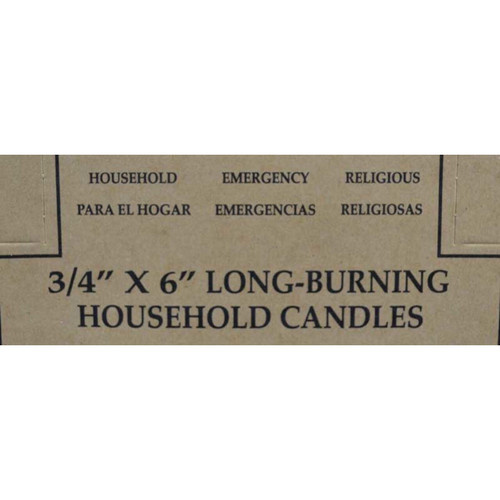 HOUSEHOLD EMERGENCY RELIGIOUS
PARA EL HOGAR EMERGENCIAS RELIGIOSAS
3/4” X 6” LONG-BURNING
HOUSEHOLD CANDLES